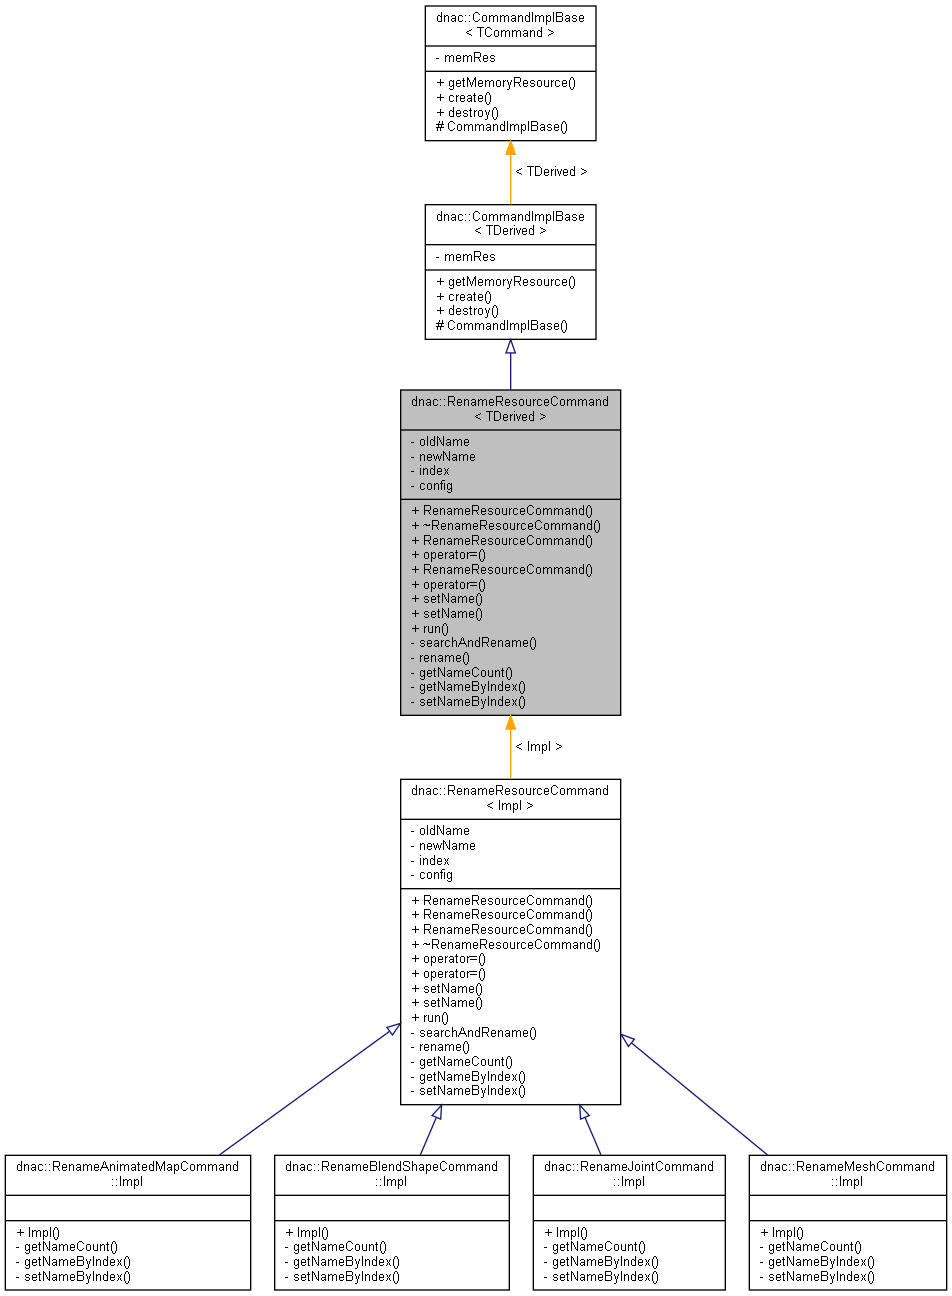 dnac::CommandImplBase
< TCommand >
- memRes
+ getMemoryResource()
+ create()
+ destroy()
# CommandImplBase()
< TDerived >
dnac::CommandImplBase
< TDerived >
- memRes
+ getMemoryResource()
+ create()
+ destroy()
# CommandImplBase()
dnac::RenameResourceCommand
< TDerived >
- oldName
- newName
- index
- config
+ RenameResourceCommand()
+ ~RenameResourceCommand()
+ RenameResourceCommand()
+ operator=()
+ RenameResourceCommand()
+ operator=()
+ setName()
+ setName()
+ run()
- searchAndRename()
- rename()
- getNameCount()
- getNameByIndex()
- setNameByIndex()
< Impl >
dnac::RenameResourceCommand
< Impl >
- oldName
- newName
- index
- config
+ RenameResourceCommand()
+ RenameResourceCommand()
+ RenameResourceCommand()
+ ~RenameResourceCommand()
+ operator=()
+ operator=()
+ setName()
+ setName()
+ run()
- searchAndRename()
- rename()
- getNameCount()
- getNameByIndex()
- setNameByIndex()
dnac::RenameAnimatedMapCommand
::Impl
+ Impl()
- getNameCount()
- getNameByIndex()
- setNameByIndex()
dnac::RenameBlendShapeCommand
::Impl
+ Impl()
- getNameCount()
- getNameByIndex()
- setNameByIndex()
dnac::RenameJointCommand
::Impl
+ Impl()
- getNameCount()
- getNameByIndex()
- setNameByIndex()
dnac::RenameMeshCommand
::Impl
+ Impl()
- getNameCount()
- getNameByIndex()
- setNameByIndex()